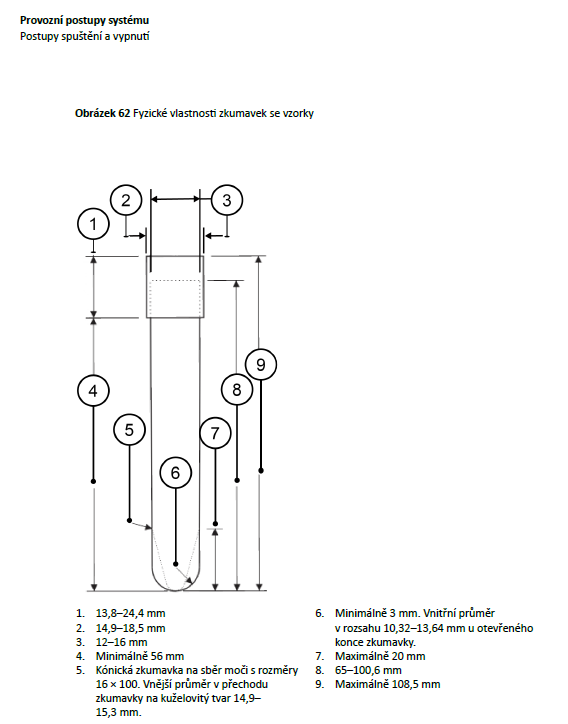 Provozní postupy systému
Postupy spuštění a vypnutí
Obrázek 62 Fyzické vlastnosti zkumavek se vzorky
2
3
1
9
4
8
5
7
6
1. 13,8–24,4 mm
2. 14,9–18,5 mm
3. 12–16 mm
4. Minimálně 56 mm
5. Kónická zkumavka na sběr moči s rozměry
16 × 100. Vnější průměr v přechodu
zkumavky na kuželovitý tvar 14,9–
15,3 mm.
6. Minimálně 3 mm. Vnitřní průměr
v rozsahu 10,32–13,64 mm u otevřeného
konce zkumavky.
7. Maximálně 20 mm
8. 65–100,6 mm
9. Maximálně 108,5 mm